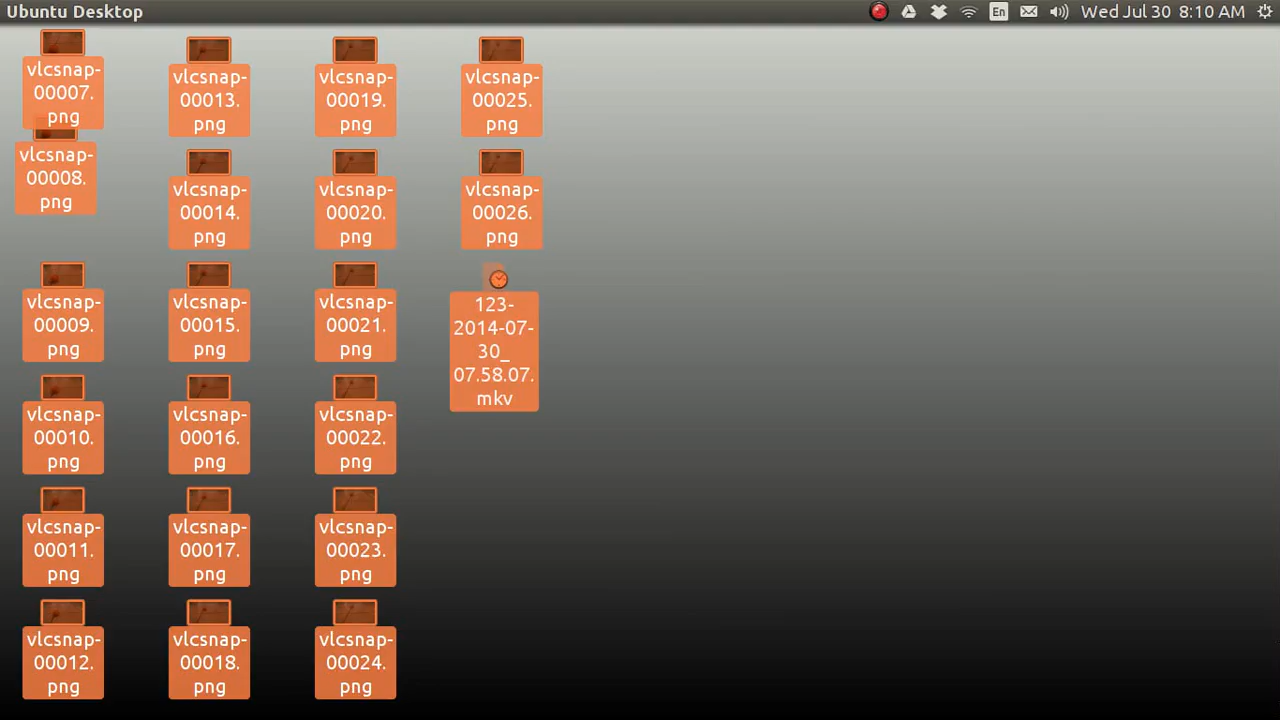 Ubuntu Desktop
En
Wed Jul 30 8:10 AM
vlcsnap-
00007.
png
vlcsnap-
00008.
png
vlcsnap-
00009.
png
vlcsnap-
00010.
png
vlcsnap-
00011.
png
vlcsnap-
00012.
png
vlcsnap-
00013.
png
vlcsnap-
00014.
png
vlcsnap-
00015.
png
vlcsnap-
00016.
png
vlcsnap-
00017.
png
vlcsnap-
00018.
png
vlcsnap-
00019.
png
vlcsnap-
00020.
png
vlcsnap-
00021.
png
vlcsnap-
00022.
png
vlcsnap-
00023.
png
vlcsnap-
00024.
png
vlcsnap-
00025.
png
vlcsnap-
00026.
png
123-
2014-07-
30_
07.58.07.
mkv